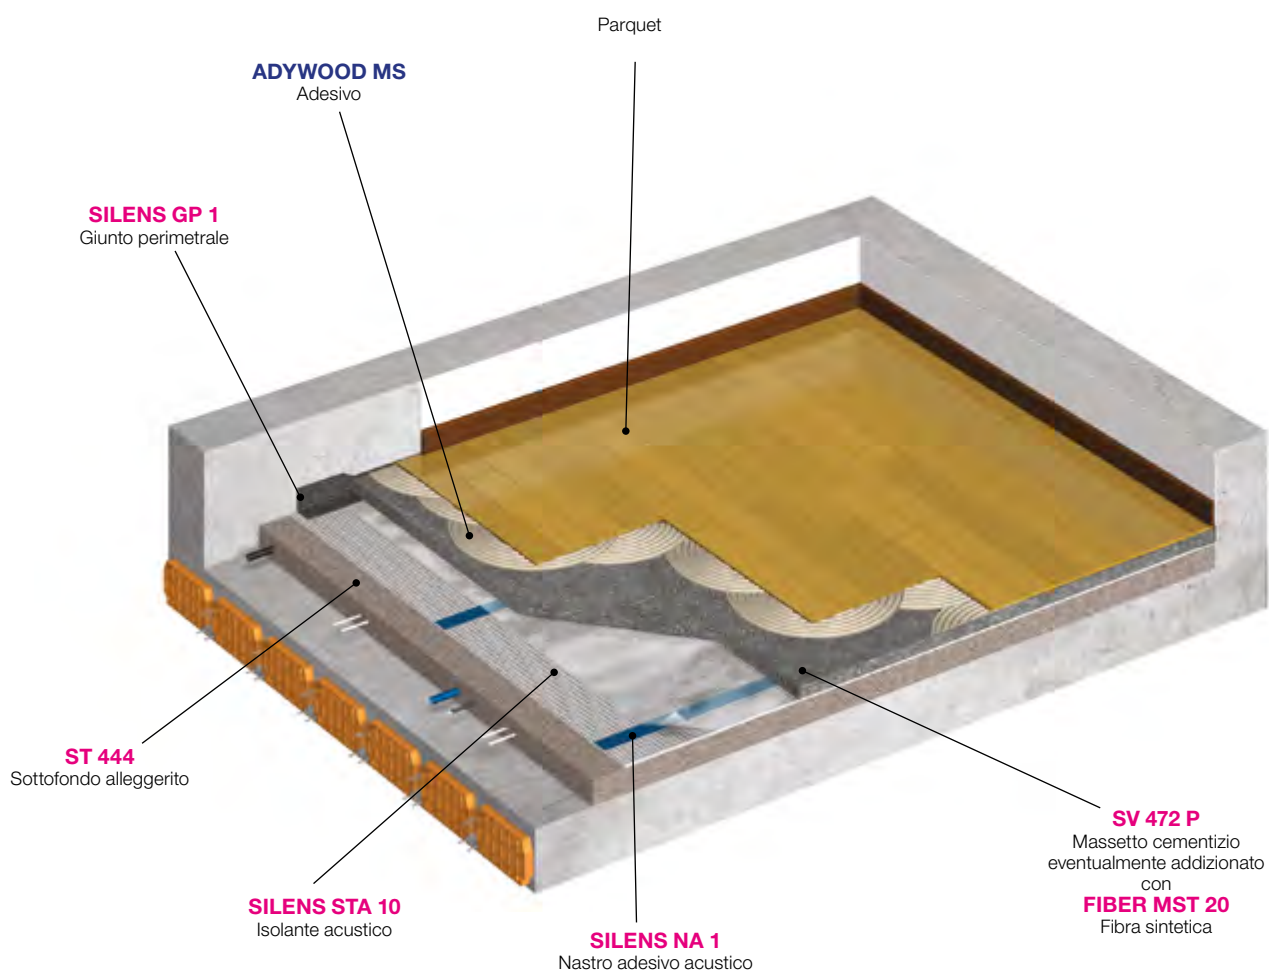 Parquet
ADYWOOD MS
Adesivo
SILENS GP 1
Giunto perimetrale
ST 444
Sottofondo alleggerito
SILENS STA 10
Isolante acustico
SILENS NA 1
Nastro adesivo acustico
SV 472 P
Massetto cementizio
eventualmente addizionato
con
FIBER MST 20
Fibra sintetica